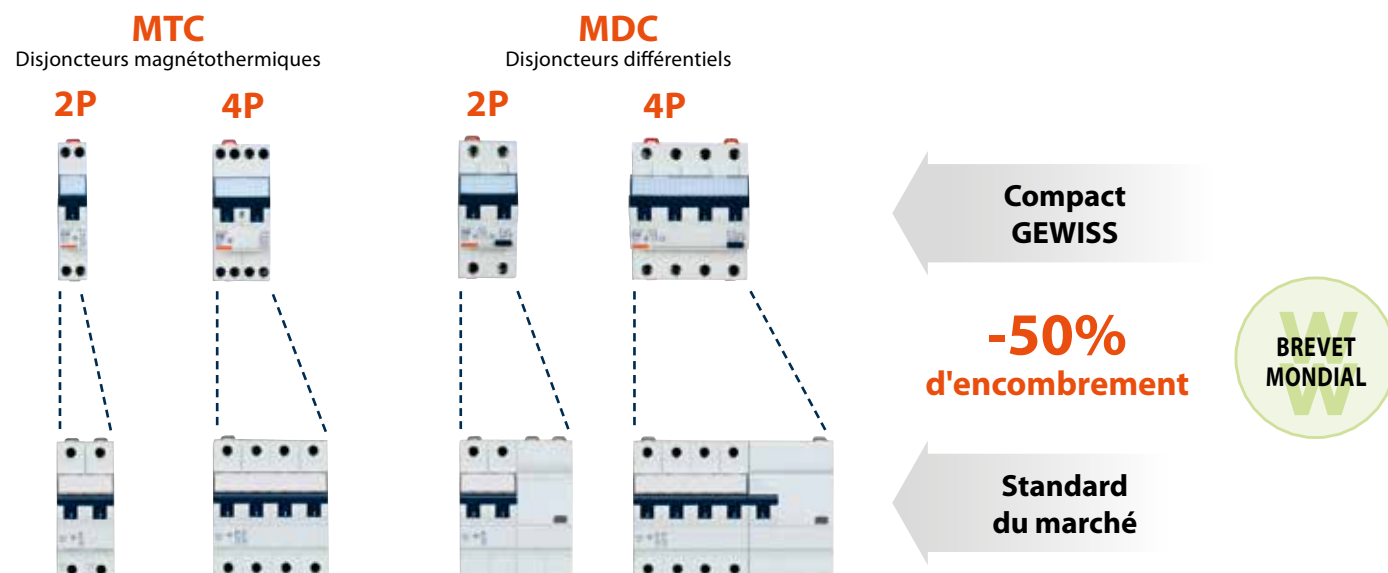 MTC
Disjoncteurs magnétothermiques
2P
4P
MDC
Disjoncteurs différentiels
2P
4P
Compact
GEWISS
-50%
d'encombrement
BREVET
MONDIAL
Standard
du marché